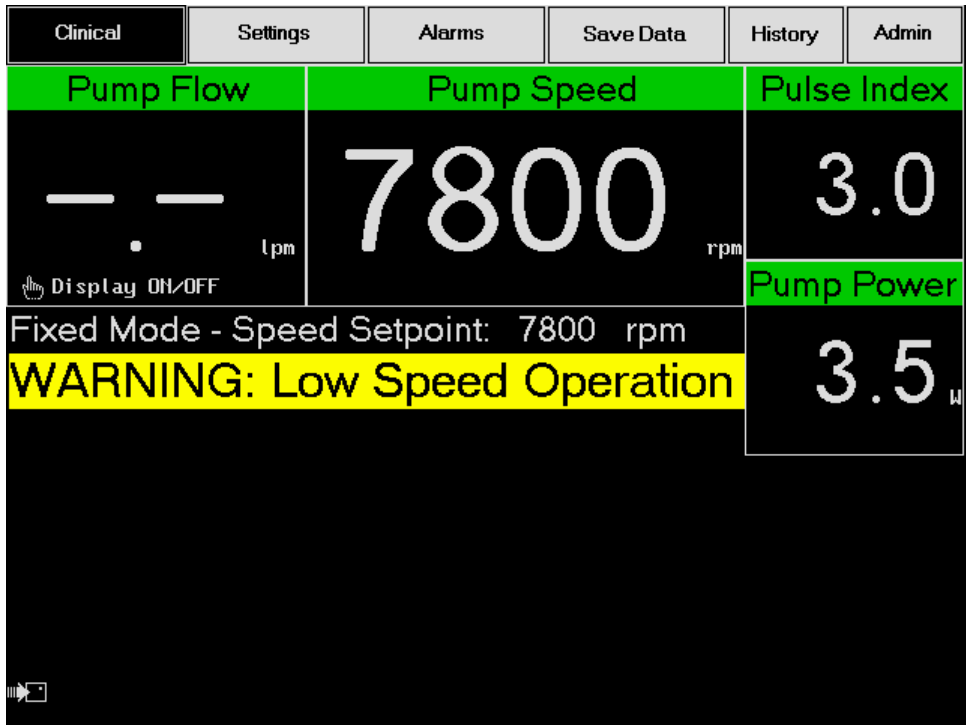 Clinical Settings Alarms Save Data History Admin
Pump Flow Pump Speed Pulse Index
--.-- lpm 7800 rpm 3.0
Display ON/OFF
Pump Power
Fixed Mode - Speed Setpoint: 7800 rpm
WARNING: Low Speed Operation
3.5 W